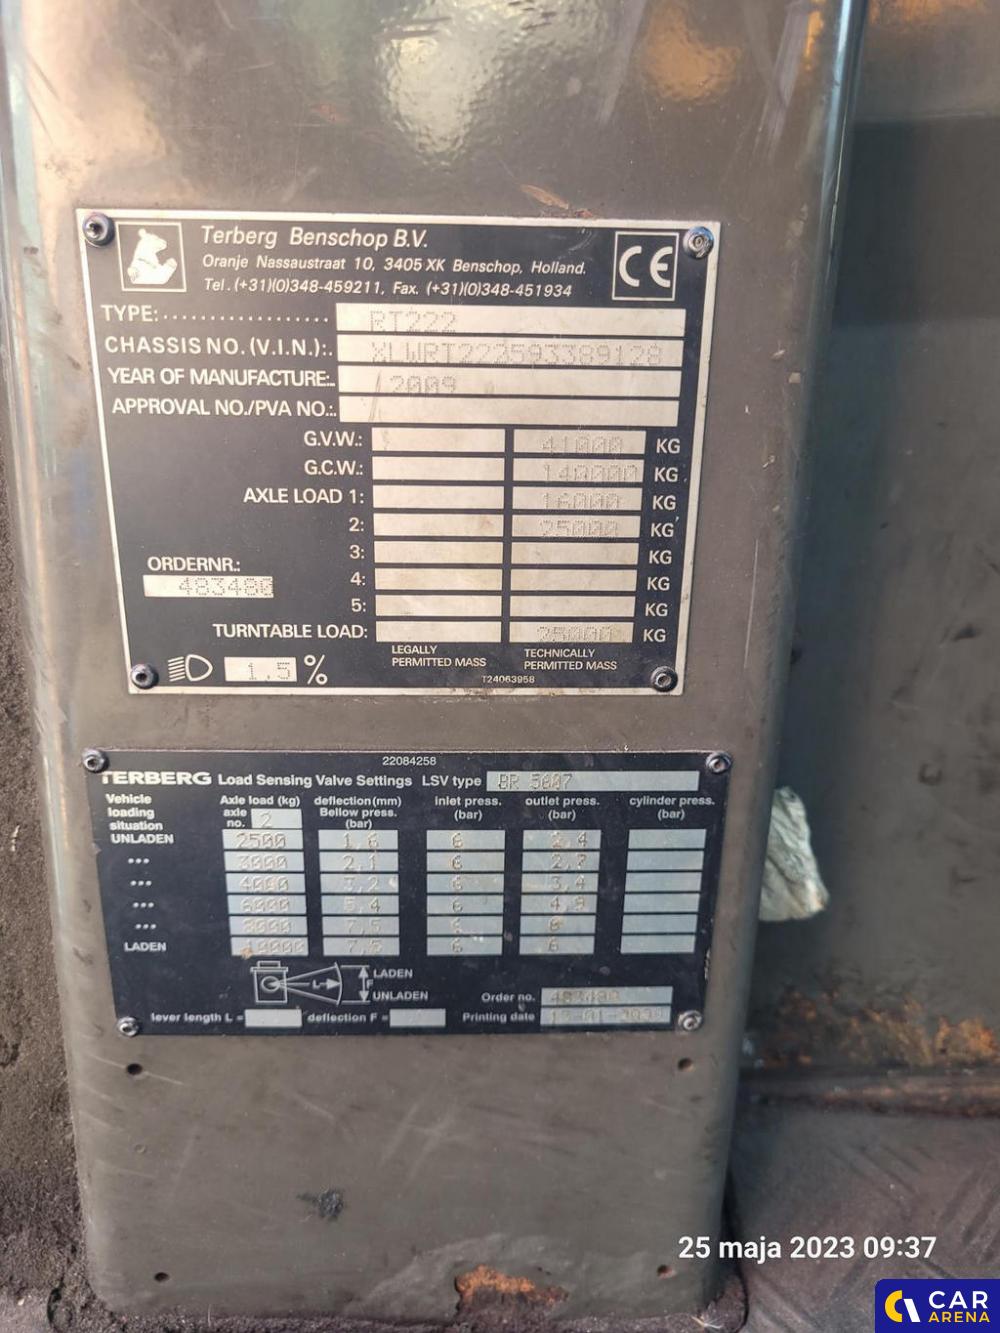 Terberg Benschop B.V.
Oranje Nassaustraat 10, 3405 XK Benschop, Holland.
Tel. (+31)(0)348-459211, Fax. (+31)(0)348-451934
CE
TYPE: RT222
CHASSIS NO. (V.I.N.): XLWRT222593389128
YEAR OF MANUFACTURE: 2009
APPROVAL NO./PVA NO.:
G.V.W.: 41000 KG
G.C.W.: 140000 KG
AXLE LOAD 1: 16000 KG
2: 25000 KG
3: KG
4: KG
5: KG
ORDERNR.:
483480
TURNTABLE LOAD: 25000 KG
LEGALLY PERMITTED MASS
TECHNICALLY PERMITTED MASS
1,5 %
T24063958
22084258
TERBERG Load Sensing Valve Settings LSV type BR 5607
Vehicle loading situation
Axle load (kg) axle no. 2
deflection (mm) Bellow press. (bar)
inlet press. (bar)
outlet press. (bar)
cylinder press. (bar)
UNLADEN 2500 1,6 6 2,4
••• 3000 2,1 6 2,7
••• 4000 3,2 6 3,4
••• 6000 5,4 6 4,9
••• 8000 7,5 6 6
LADEN 10000 7,5 6 6
L F LADEN
UNLADEN
Order no. 483480
lever length L = deflection F = Printing date
25 maja 2023 09:37
CAR
ARENA